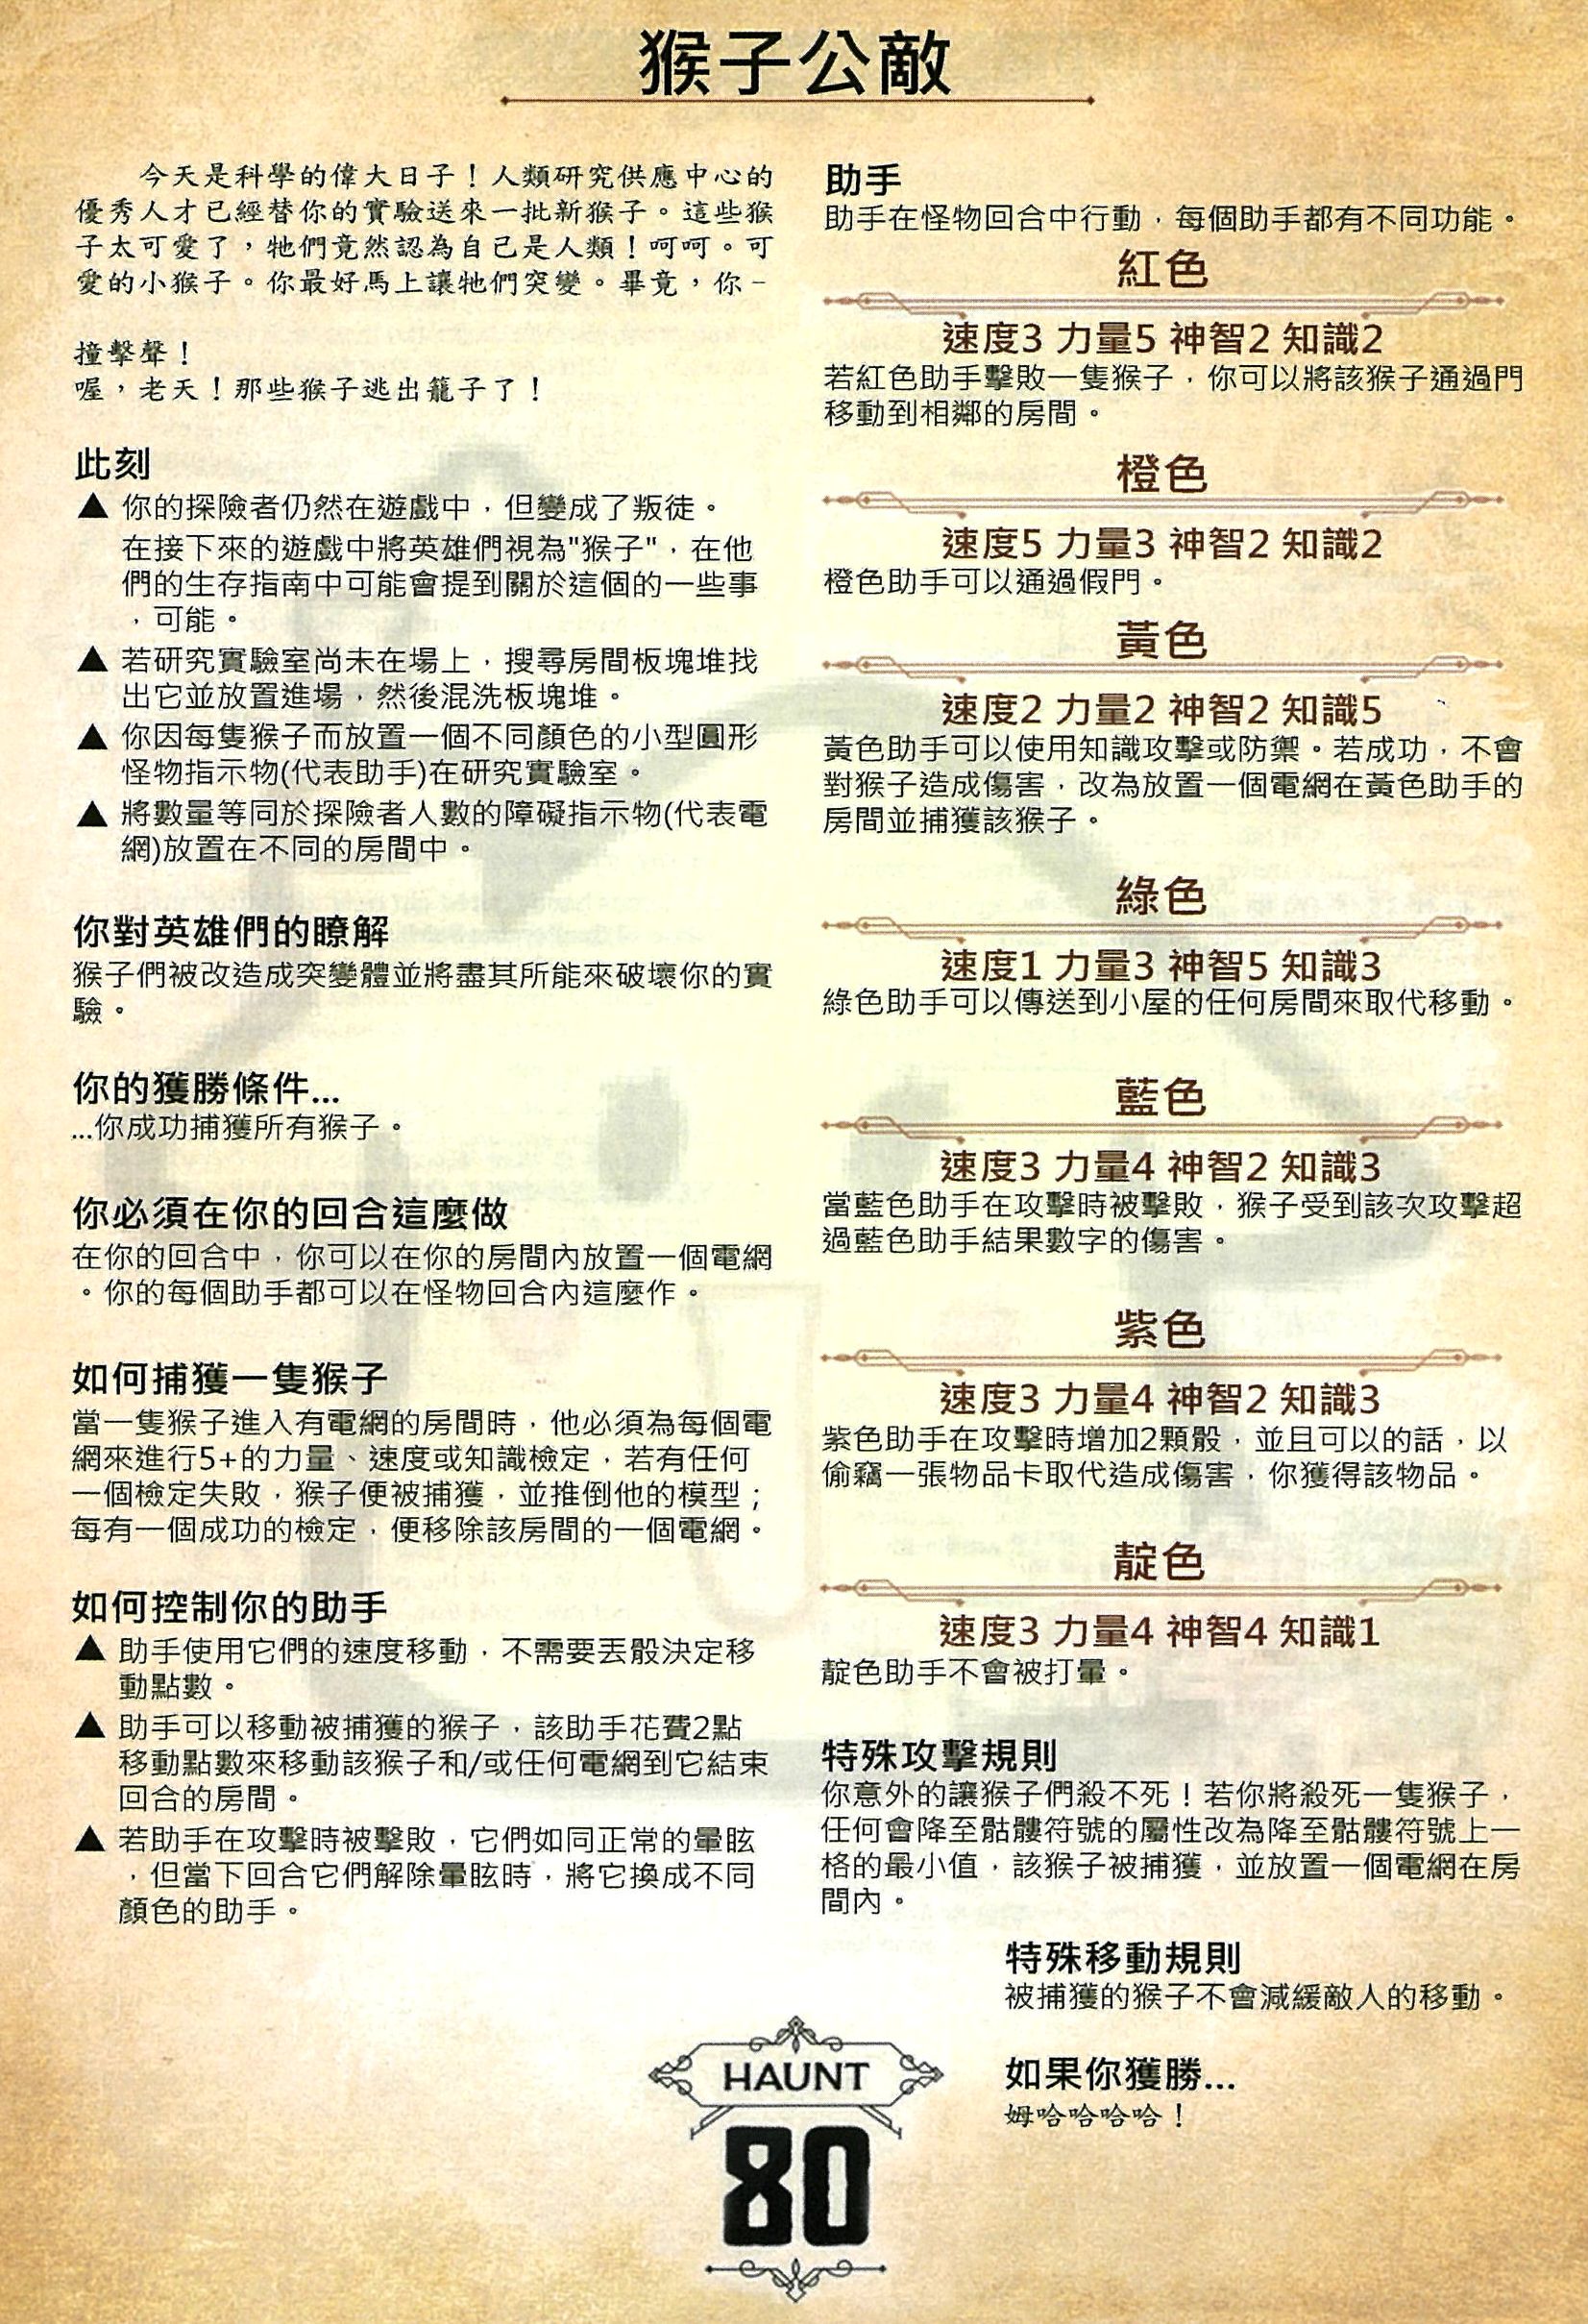 猴子公敵
今天是科學的偉大日子！人類研究供應中心的
優秀人才已經替你的實驗送來一批新猴子。這些猴
子太可愛了，牠們竟然認為自己是人類！呵呵。可
愛的小猴子。你最好馬上讓牠們突變。畢竟，你－
撞擊聲！
喔，老天！那些猴子逃出籠子了！
此刻
▲ 你的探險者仍然在遊戲中，但變成了叛徒。
在接下來的遊戲中將英雄們視為"猴子"，在他
們的生存指南中可能會提到關於這個的一些事
，可能。
▲ 若研究實驗室尚未在場上，搜尋房間板塊堆找
出它並放置進場，然後混洗板塊堆。
▲ 你因每隻猴子而放置一個不同顏色的小型圓形
怪物指示物(代表助手)在研究實驗室。
▲ 將數量等同於探險者人數的障礙指示物(代表電
網)放置在不同的房間中。
你對英雄們的瞭解
猴子們被改造成突變體並將盡其所能來破壞你的實
驗。
你的獲勝條件...
...你成功捕獲所有猴子。
你必須在你的回合這麼做
在你的回合中，你可以在你的房間內放置一個電網
。你的每個助手都可以在怪物回合內這麼作。
如何捕獲一隻猴子
當一隻猴子進入有電網的房間時，他必須為每個電
網來進行5+的力量、速度或知識檢定，若有任何
一個檢定失敗，猴子便被捕獲，並推倒他的模型；
每有一個成功的檢定，便移除該房間的一個電網。
如何控制你的助手
▲ 助手使用它們的速度移動，不需要丟骰決定移
動點數。
▲ 助手可以移動被捕獲的猴子，該助手花費2點
移動點數來移動該猴子和/或任何電網到它結束
回合的房間。
▲ 若助手在攻擊時被擊敗，它們如同正常的暈眩
，但當下回合它們解除暈眩時，將它換成不同
顏色的助手。
助手
助手在怪物回合中行動，每個助手都有不同功能。
紅色
速度3 力量5 神智2 知識2
若紅色助手擊敗一隻猴子，你可以將該猴子通過門
移動到相鄰的房間。
橙色
速度5 力量3 神智2 知識2
橙色助手可以通過假門。
黃色
速度2 力量2 神智2 知識5
黃色助手可以使用知識攻擊或防禦。若成功，不會
對猴子造成傷害，改為放置一個電網在黃色助手的
房間並捕獲該猴子。
綠色
速度1 力量3 神智5 知識3
綠色助手可以傳送到小屋的任何房間來取代移動。
藍色
速度3 力量4 神智2 知識3
當藍色助手在攻擊時被擊敗，猴子受到該次攻擊超
過藍色助手結果數字的傷害。
紫色
速度3 力量4 神智2 知識3
紫色助手在攻擊時增加2顆骰，並且可以的話，以
偷竊一張物品卡取代造成傷害，你獲得該物品。
靛色
速度3 力量4 神智4 知識1
靛色助手不會被打暈。
特殊攻擊規則
你意外的讓猴子們殺不死！若你將殺死一隻猴子，
任何會降至骷髏符號的屬性改為降至骷髏符號上一
格的最小值，該猴子被捕獲，並放置一個電網在房
間內。
特殊移動規則
被捕獲的猴子不會減緩敵人的移動。
如果你獲勝...
姆哈哈哈哈！
HAUNT
80